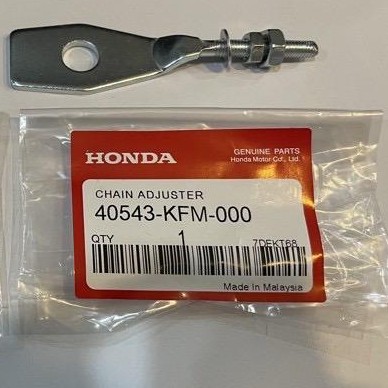 HONDA
GENUINE PARTS
Honda Motor Co., Ltd.
CHAIN ADJUSTER
40543-KFM-000
QTY 1 7DEKT68
Made in Malaysia